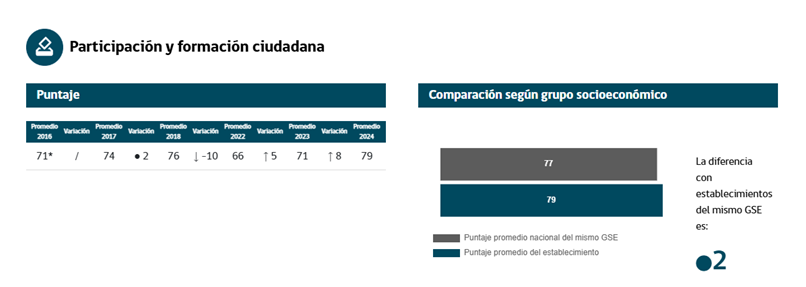 Participación y formación ciudadana
Puntaje
Promedio 2016 Variación Promedio 2017 Variación Promedio 2018 Variación Promedio 2022 Variación Promedio 2023 Variación Promedio 2024
71* / 74 ● 2 76 ↓ -10 66 ↑ 5 71 ↑ 8 79
Comparación según grupo socioeconómico
77
79
Puntaje promedio nacional del mismo GSE
Puntaje promedio del establecimiento
La diferencia
con
establecimientos
del mismo GSE
es:
●2